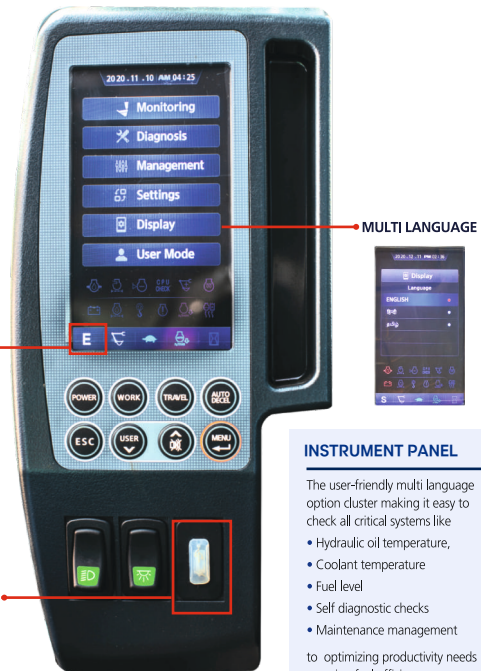 2020 . 11 . 10 AM 04 : 25
Monitoring
Diagnosis
Management
Settings
Display
User Mode
CPU
CHECK
E
POWER
WORK
TRAVEL
AUTO
DECEL
ESC
USER
MENU
MULTI LANGUAGE
Display
Language
ENGLISH
हिन्दी
தமிழ்
S
INSTRUMENT PANEL
The user-friendly multi language
option cluster making it easy to
check all critical systems like
• Hydraulic oil temperature,
• Coolant temperature
• Fuel level
• Self diagnostic checks
• Maintenance management
to optimizing productivity needs